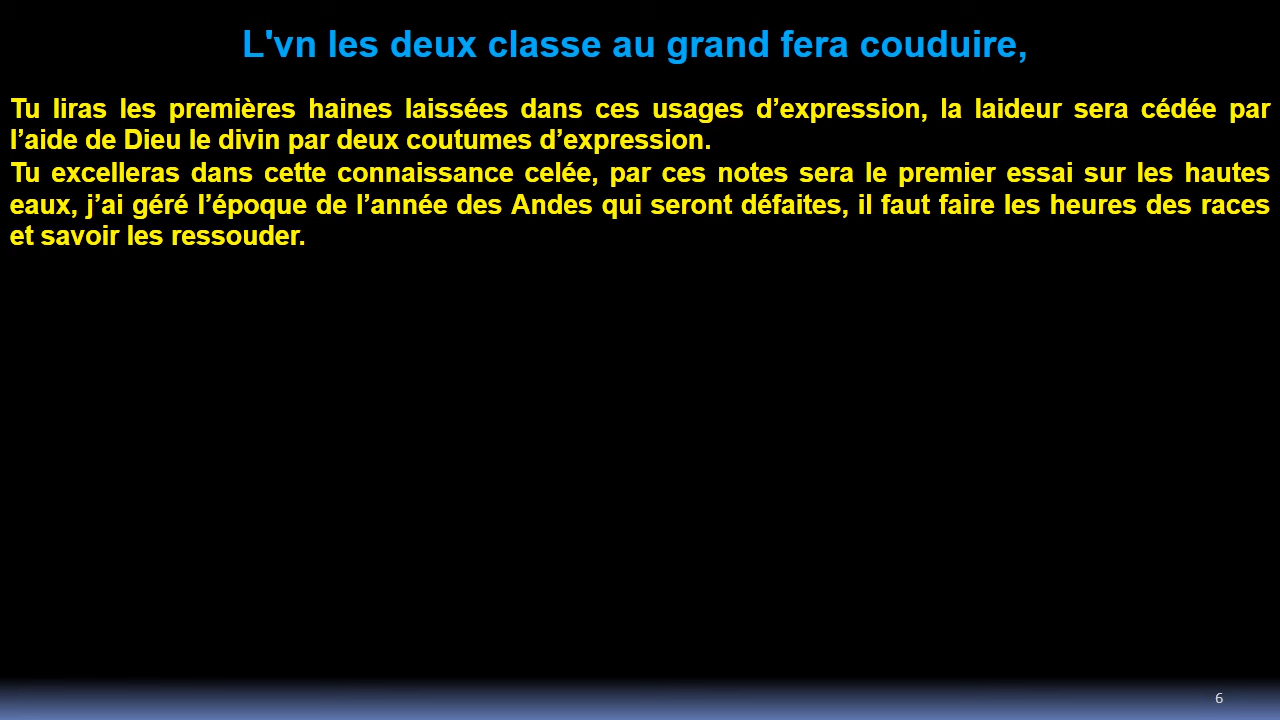 L'vn les deux classe au grand fera couduire,
Tu liras les premières haines laissées dans ces usages d’expression, la laideur sera cédée par
l’aide de Dieu le divin par deux coutumes d’expression.
Tu excelleras dans cette connaissance celée, par ces notes sera le premier essai sur les hautes
eaux, j’ai géré l’époque de l’année des Andes qui seront défaites, il faut faire les heures des races
et savoir les ressouder.
6